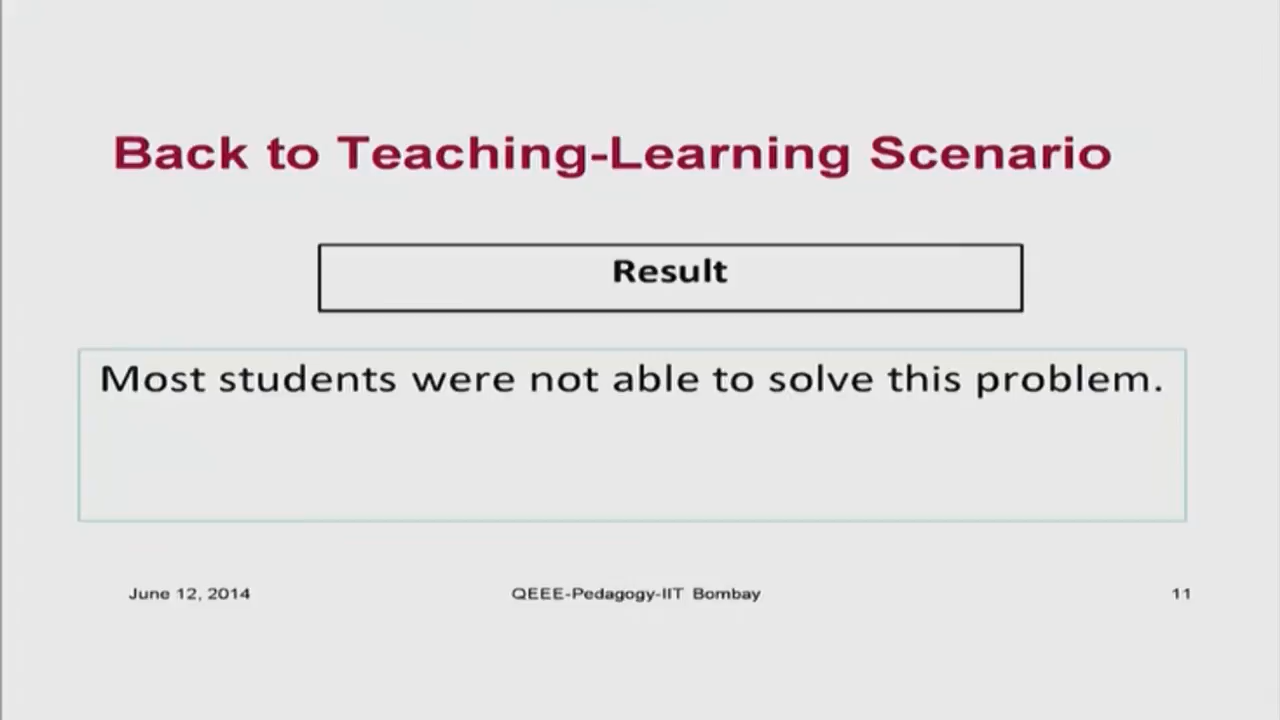 Back to Teaching-Learning Scenario
Result
Most students were not able to solve this problem.
June 12, 2014 QEEE-Pedagogy-IIT Bombay 11